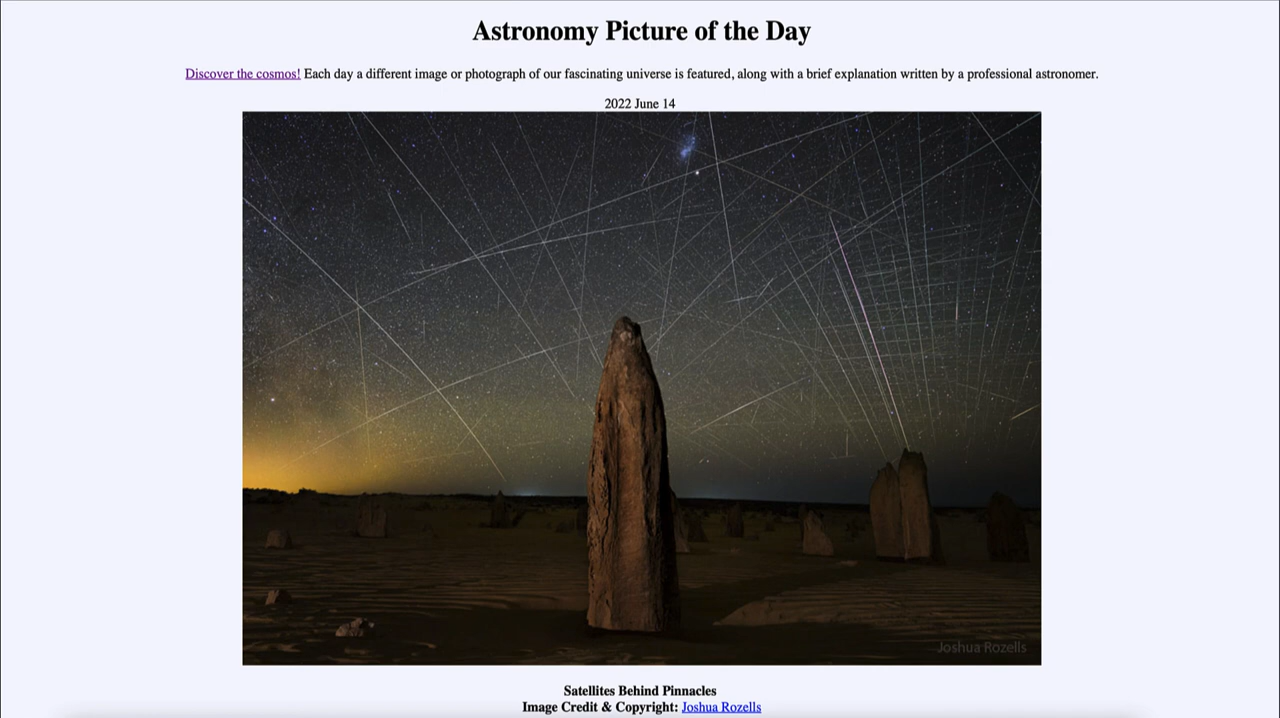 Astronomy Picture of the Day
Discover the cosmos! Each day a different image or photograph of our fascinating universe is featured, along with a brief explanation written by a professional astronomer.
2022 June 14
Joshua Rozells
Satellites Behind Pinnacles
Image Credit & Copyright: Joshua Rozells